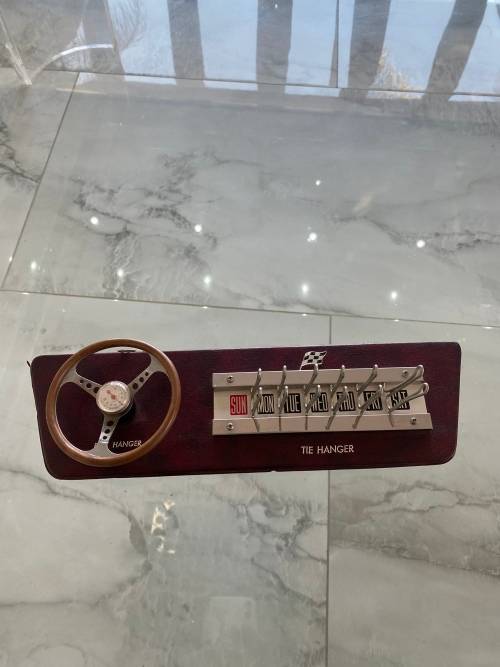 SUN MON TUE WED THU FRI SAT
HANGER
TIE HANGER